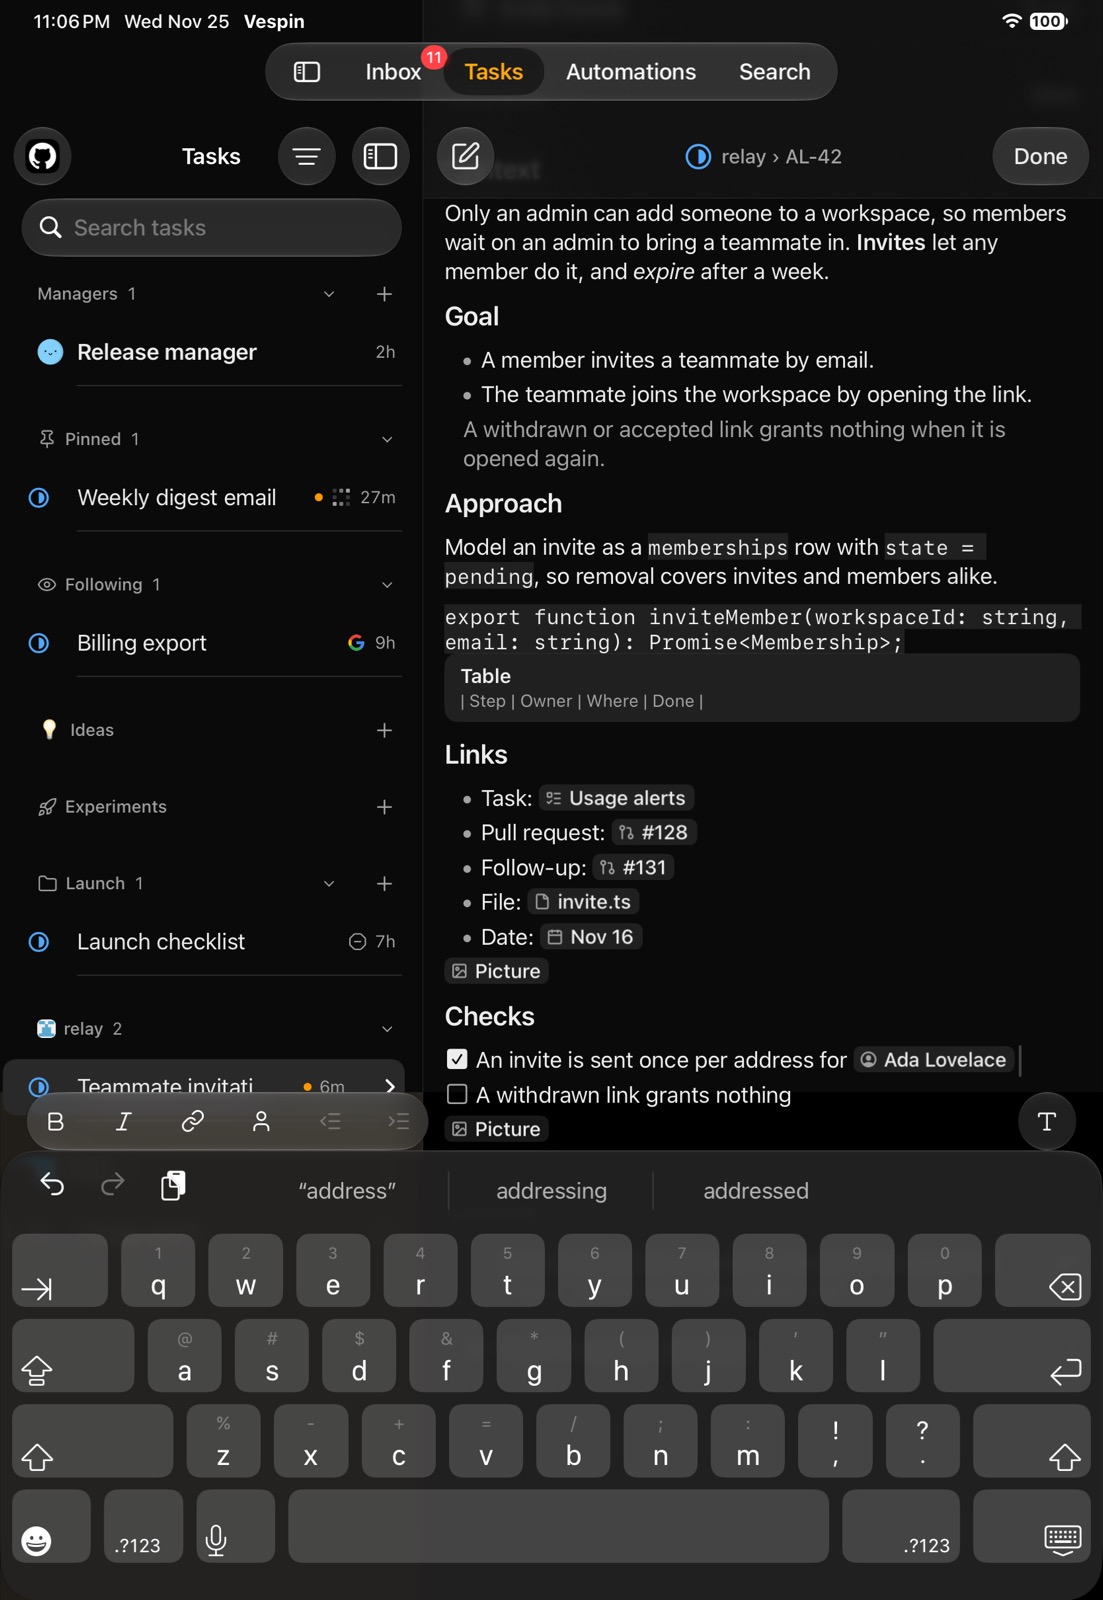 11:06 PM Wed Nov 25 Vespin
100
Inbox 11 Tasks Automations Search
Tasks
relay › AL-42
Done
Search tasks
Managers 1
Release manager 2h
Pinned 1
Weekly digest email 27m
Following 1
Billing export 9h
Ideas
Experiments
Launch 1
Launch checklist 7h
relay 2
Teammate invitati 6m
Only an admin can add someone to a workspace, so members
wait on an admin to bring a teammate in. Invites let any
member do it, and expire after a week.
Goal
• A member invites a teammate by email.
• The teammate joins the workspace by opening the link.
A withdrawn or accepted link grants nothing when it is
opened again.
Approach
Model an invite as a memberships row with state =
pending, so removal covers invites and members alike.
export function inviteMember(workspaceId: string,
email: string): Promise<Membership>;
Table
| Step | Owner | Where | Done |
Links
• Task: Usage alerts
• Pull request: #128
• Follow-up: #131
• File: invite.ts
• Date: Nov 16
Picture
Checks
An invite is sent once per address for Ada Lovelace
A withdrawn link grants nothing
Picture
B I T
“address” addressing addressed
1 2 3 4 5 6 7 8 9 0
q w e r t y u i o p
@ # $ & * ( ) ' "
a s d f g h j k l
% - + = / ; : ! ?
z x c v b n m , .
.?123 .?123